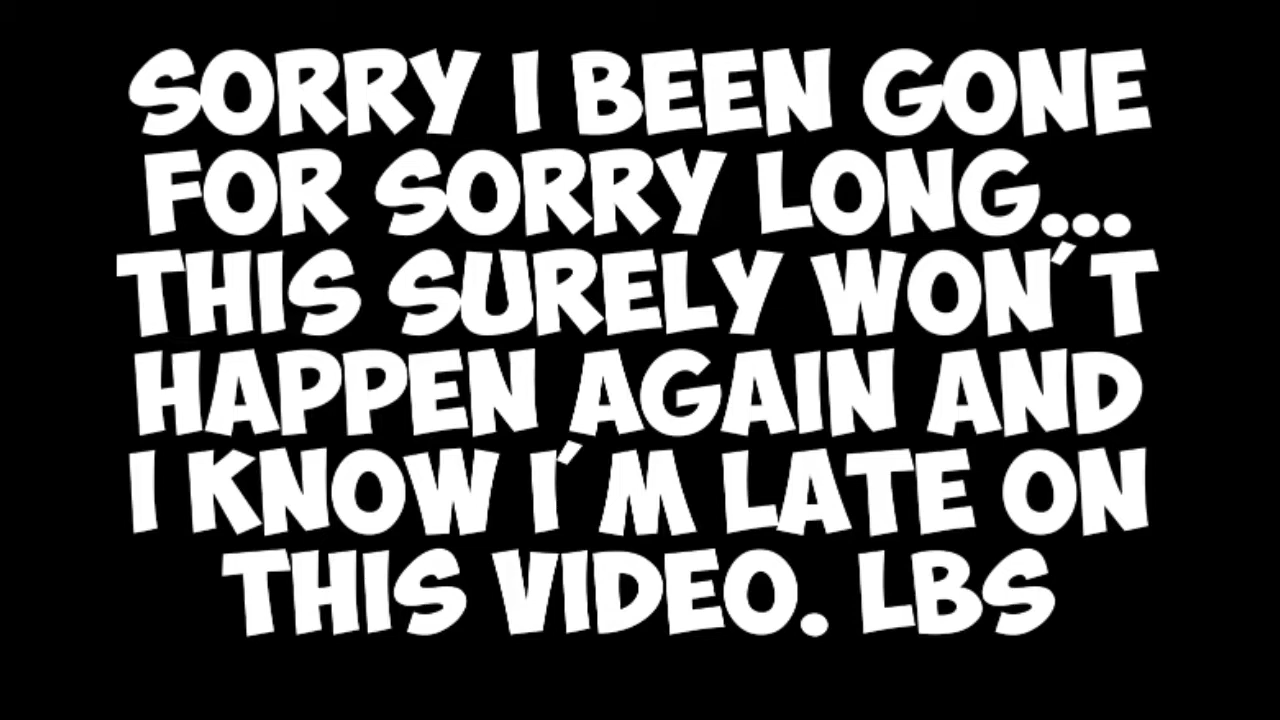 SORRY I BEEN GONE
FOR SORRY LONG...
THIS SURELY WON'T
HAPPEN AGAIN AND
I KNOW I'M LATE ON
THIS VIDEO. LBS